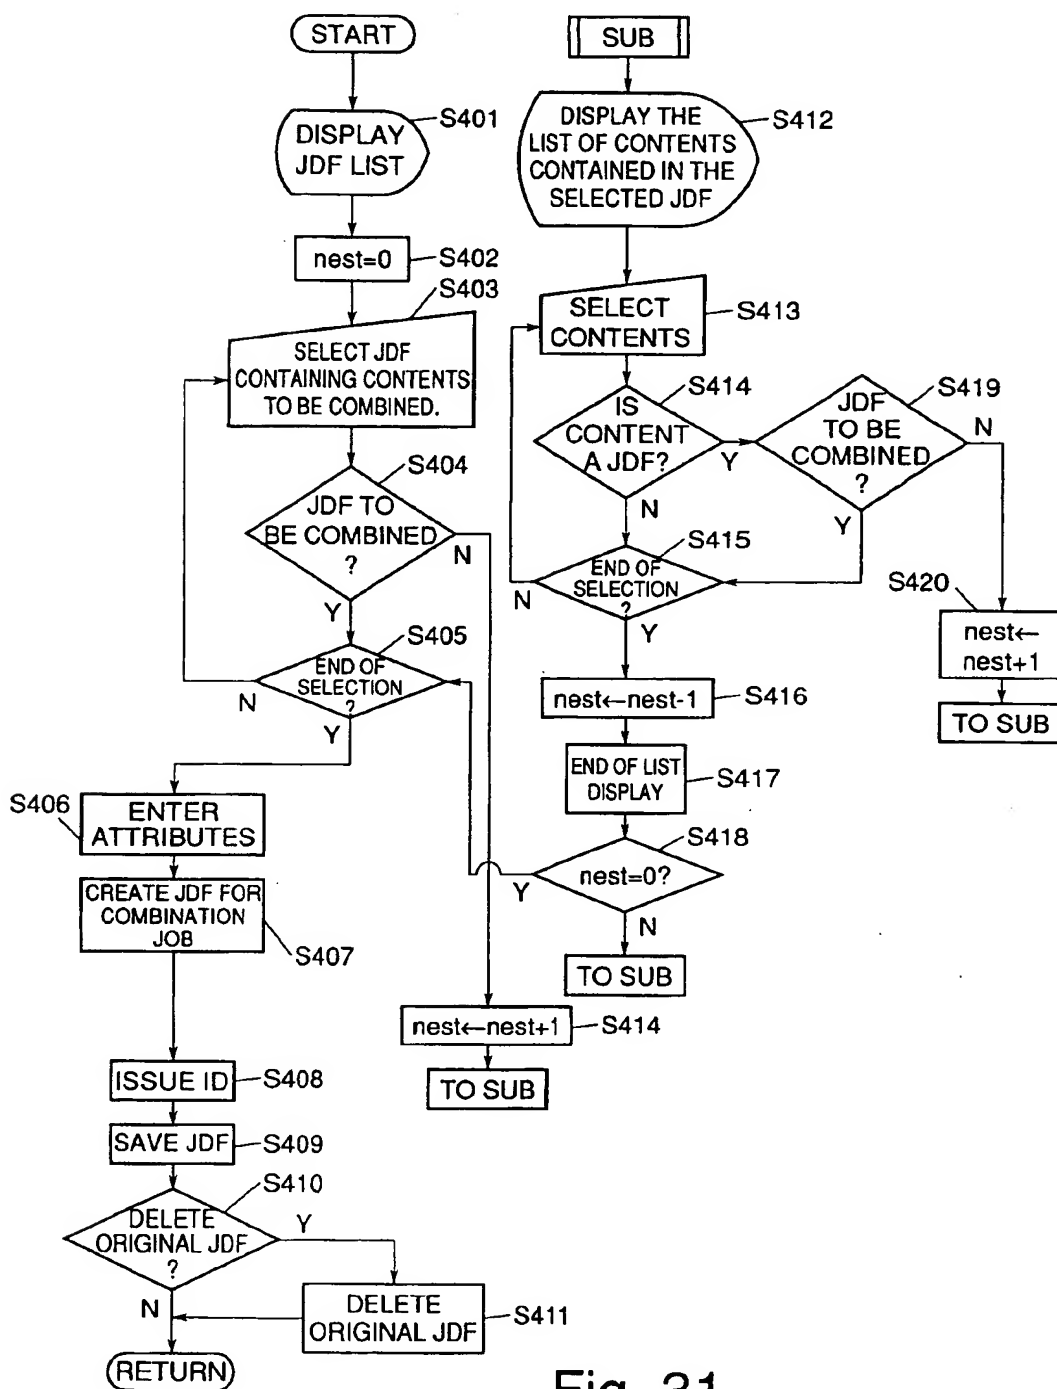 START
DISPLAY
JDF LIST
S401
nest=0
S402
S403
SELECT JDF
CONTAINING CONTENTS
TO BE COMBINED.
S404
JDF TO
BE COMBINED
?
N
Y
S405
END OF
SELECTION
?
N
Y
S406
ENTER
ATTRIBUTES
CREATE JDF FOR
COMBINATION
JOB
S407
ISSUE ID
S408
SAVE JDF
S409
S410
DELETE
ORIGINAL JDF
?
Y
N
DELETE
ORIGINAL JDF
S411
RETURN
nest←nest+1
S414
TO SUB
SUB
DISPLAY THE
LIST OF CONTENTS
CONTAINED IN THE
SELECTED JDF
S412
SELECT
CONTENTS
S413
S414
IS
CONTENT
A JDF?
Y
N
S419
JDF
TO BE
COMBINED
?
N
Y
S415
END OF
SELECTION
?
N
Y
S420
nest←
nest+1
TO SUB
nest←nest-1
S416
END OF LIST
DISPLAY
S417
S418
nest=0?
Y
N
TO SUB
Fig. 31